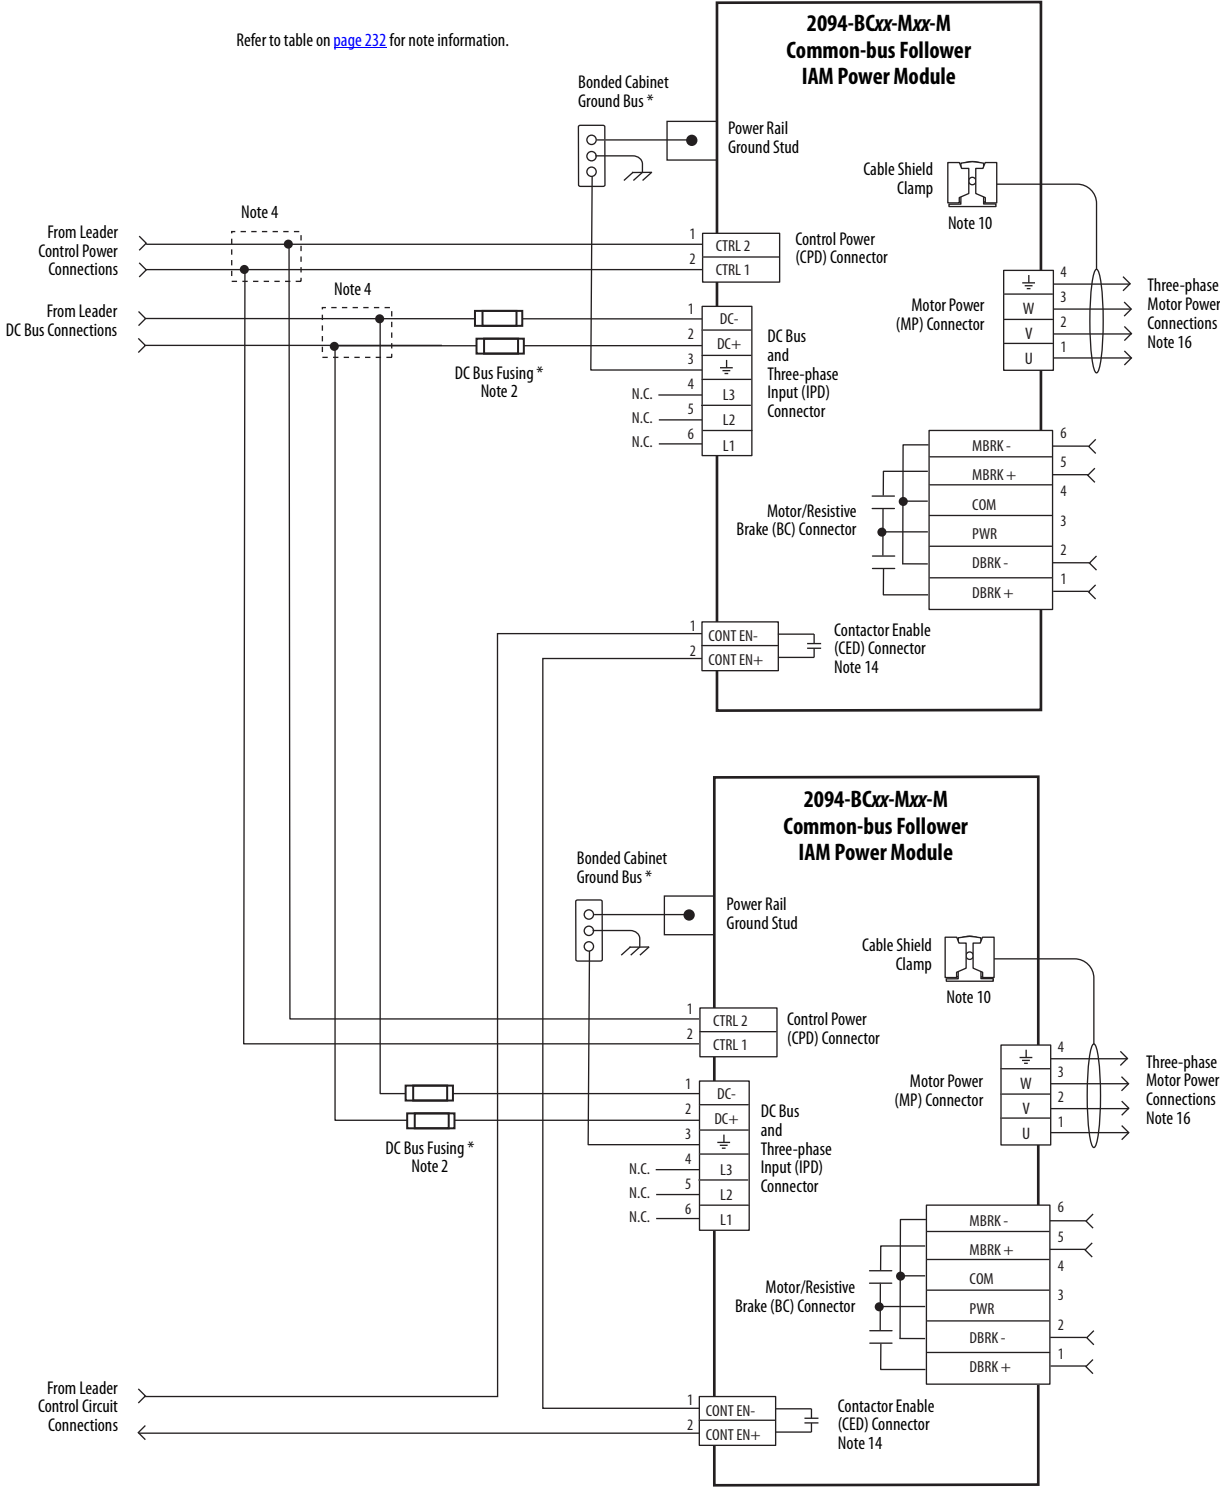 Refer to table on page 232 for note information.
2094-BCxx-Mxx-M
Common-bus Follower
IAM Power Module
Bonded Cabinet
Ground Bus *
Power Rail
Ground Stud
Cable Shield
Clamp
Note 10
Note 4
From Leader
Control Power
Connections
1
CTRL 2
2
CTRL 1
Control Power
(CPD) Connector
Note 4
From Leader
DC Bus Connections
DC Bus Fusing *
Note 2
1
DC-
2
DC+
3
4
L3
5
L2
6
L1
N.C.
N.C.
N.C.
DC Bus
and
Three-phase
Input (IPD)
Connector
Motor Power
(MP) Connector
4
W
3
V
2
U
1
Three-phase
Motor Power
Connections
Note 16
Motor/Resistive
Brake (BC) Connector
MBRK -
6
MBRK +
5
COM
4
PWR
3
DBRK -
2
DBRK +
1
1
CONT EN-
2
CONT EN+
Contactor Enable
(CED) Connector
Note 14
2094-BCxx-Mxx-M
Common-bus Follower
IAM Power Module
Bonded Cabinet
Ground Bus *
Power Rail
Ground Stud
Cable Shield
Clamp
Note 10
1
CTRL 2
2
CTRL 1
Control Power
(CPD) Connector
DC Bus Fusing *
Note 2
1
DC-
2
DC+
3
4
L3
5
L2
6
L1
N.C.
N.C.
N.C.
DC Bus
and
Three-phase
Input (IPD)
Connector
Motor Power
(MP) Connector
4
W
3
V
2
U
1
Three-phase
Motor Power
Connections
Note 16
Motor/Resistive
Brake (BC) Connector
MBRK -
6
MBRK +
5
COM
4
PWR
3
DBRK -
2
DBRK +
1
From Leader
Control Circuit
Connections
1
CONT EN-
2
CONT EN+
Contactor Enable
(CED) Connector
Note 14